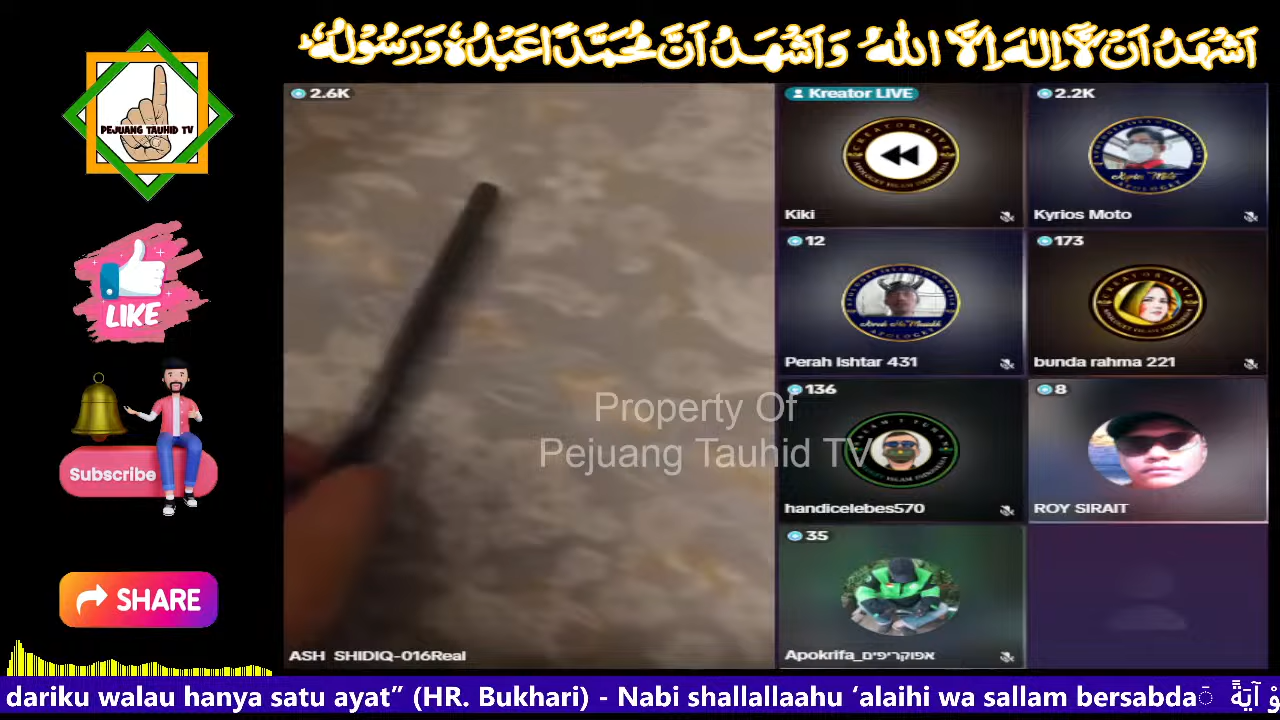 اَشْهَدُ اَنْ لَّا اِلٰهَ اِلَّا اللّٰهُ وَ اَشْهَدُ اَنَّ مُحَمَّدًا عَبْدُهٗ وَرَسُوْلُهٗ
PEJUANG TAUHID TV
LIKE
Subscribe
SHARE
2.6K
Kreator LIVE
Kiki
2.2K
Kyrios Moto
12
Perah Ishtar 431
173
bunda rahma 221
136
handicelebes570
8
ROY SIRAIT
35
Apokrifa_אפוקריפים
Property Of
Pejuang Tauhid TV
ASH SHIDIQ-016Real
dariku walau hanya satu ayat” (HR. Bukhari) - Nabi shallallaahu ‘alaihi wa sallam bersabda